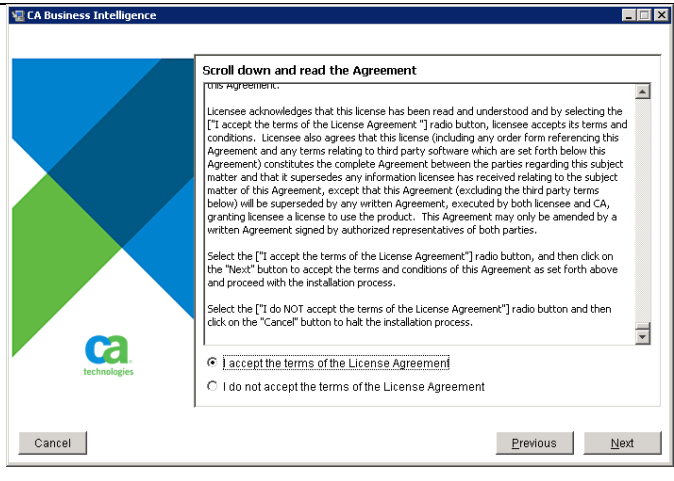 CA Business Intelligence
Scroll down and read the Agreement
this Agreement.
Licensee acknowledges that this license has been read and understood and by selecting the
["I accept the terms of the License Agreement "] radio button, licensee accepts its terms and
conditions.  Licensee also agrees that this license (including any order form referencing this
Agreement and any terms relating to third party software which are set forth below this
Agreement) constitutes the complete Agreement between the parties regarding this subject
matter and that it supersedes any information licensee has received relating to the subject
matter of this Agreement, except that this Agreement (excluding the third party terms
below) will be superseded by any written Agreement, executed by both licensee and CA,
granting licensee a license to use the product.  This Agreement may only be amended by a
written Agreement signed by authorized representatives of both parties.
Select the ["I accept the terms of the License Agreement"] radio button, and then click on
the "Next" button to accept the terms and conditions of this Agreement as set forth above
and proceed with the installation process.
Select the ["I do NOT accept the terms of the License Agreement"] radio button and then
click on the "Cancel" button to halt the installation process.
ca
technologies
I accept the terms of the License Agreement
I do not accept the terms of the License Agreement
Cancel
Previous
Next